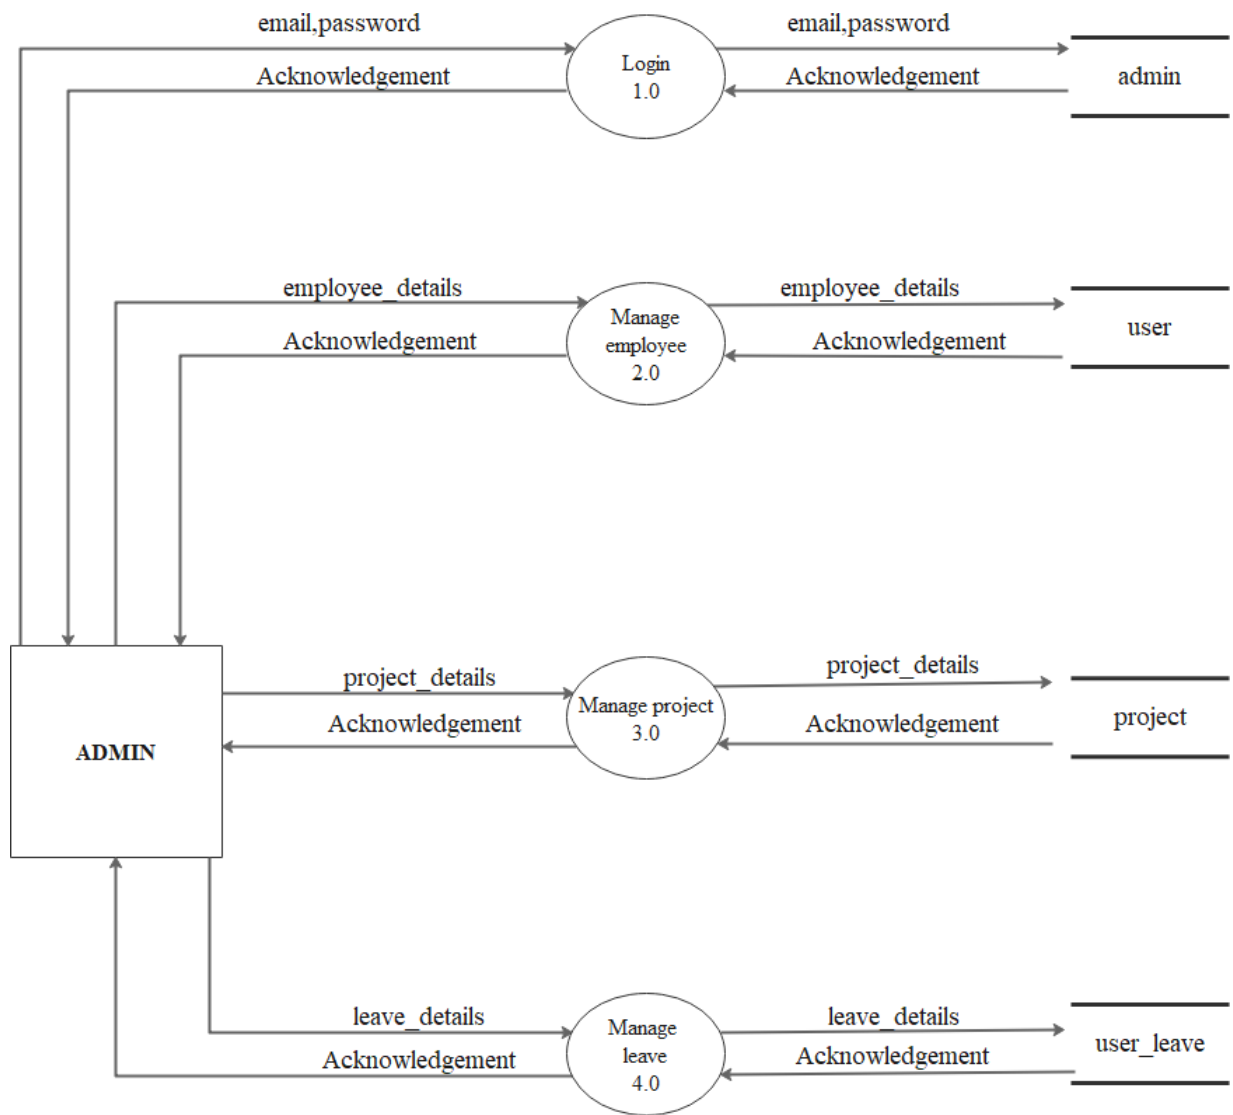 email,password
email,password
Login
1.0
Acknowledgement
Acknowledgement
admin
employee_details
employee_details
Manage
employee
2.0
Acknowledgement
Acknowledgement
user
ADMIN
project_details
project_details
Manage project
3.0
Acknowledgement
Acknowledgement
project
leave_details
leave_details
Manage
leave
4.0
Acknowledgement
Acknowledgement
user_leave